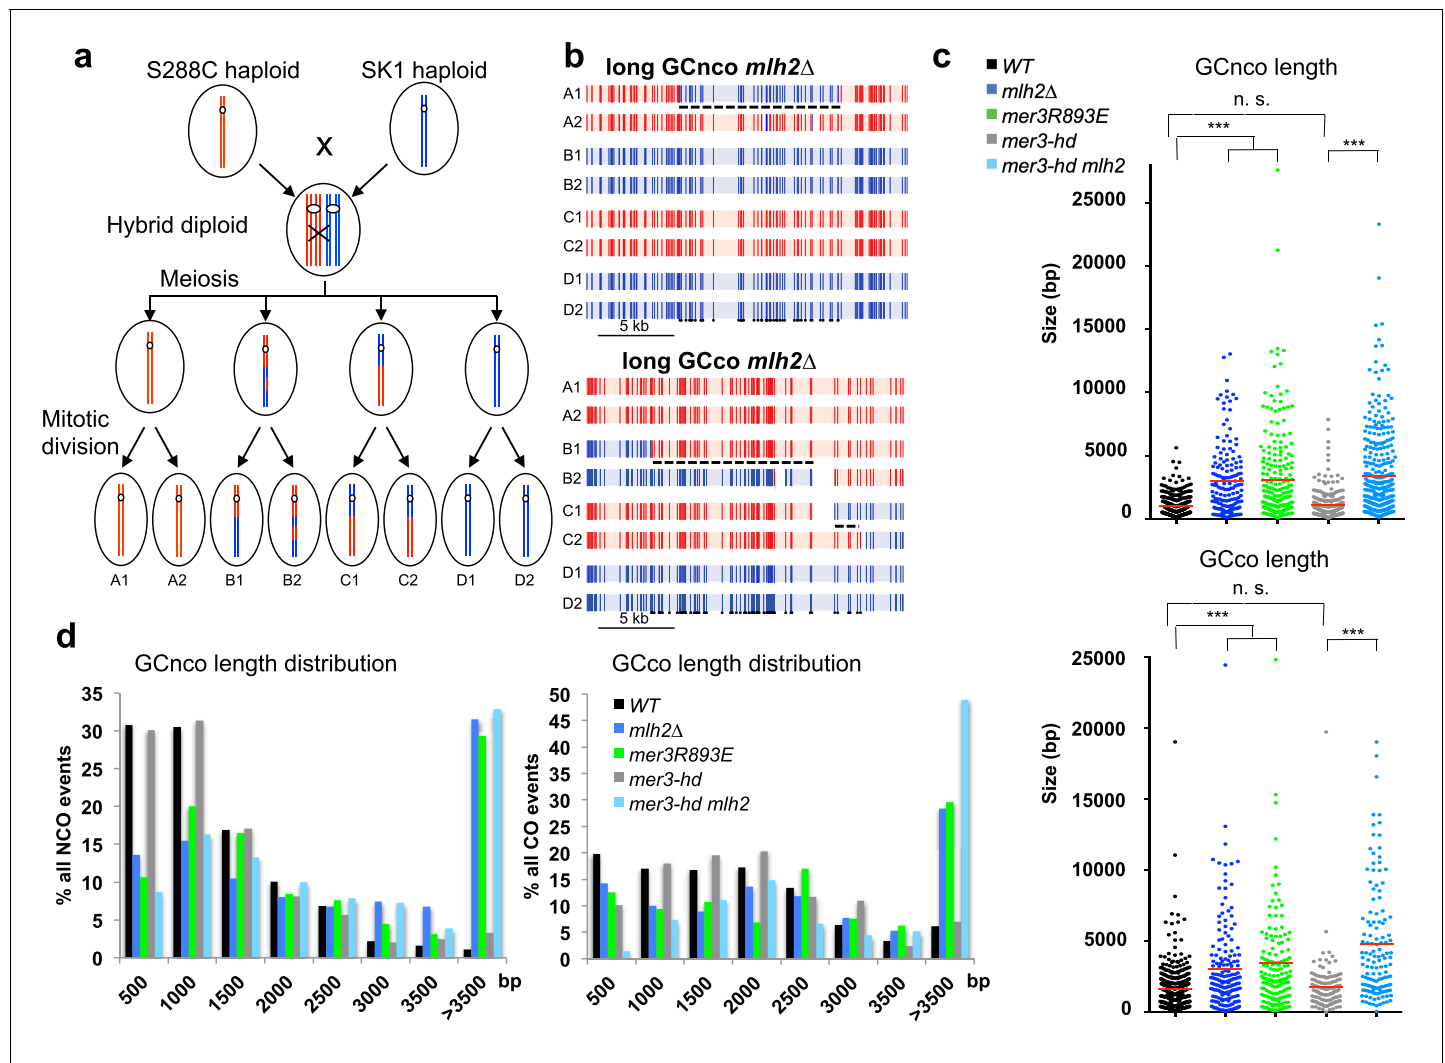 a
S288C haploid
SK1 haploid
X
Hybrid diploid
Meiosis
Mitotic
division
A1 A2 B1 B2 C1 C2 D1 D2
b
long GCnco mlh2Δ
A1
A2
B1
B2
C1
C2
D1
D2
5 kb
long GCco mlh2Δ
A1
A2
B1
B2
C1
C2
D1
D2
5 kb
c
WT
mlh2Δ
mer3R893E
mer3-hd
mer3-hd mlh2
GCnco length
n. s.
***
***
Size (bp)
25000
20000
15000
10000
5000
0
GCco length
n. s.
***
***
Size (bp)
25000
20000
15000
10000
5000
0
d
GCnco length distribution
% all NCO events
35
30
25
20
15
10
5
0
500 1000 1500 2000 2500 3000 3500 >3500 bp
GCco length distribution
% all CO events
50
45
40
35
30
25
20
15
10
5
0
WT
mlh2Δ
mer3R893E
mer3-hd
mer3-hd mlh2
500 1000 1500 2000 2500 3000 3500 >3500 bp